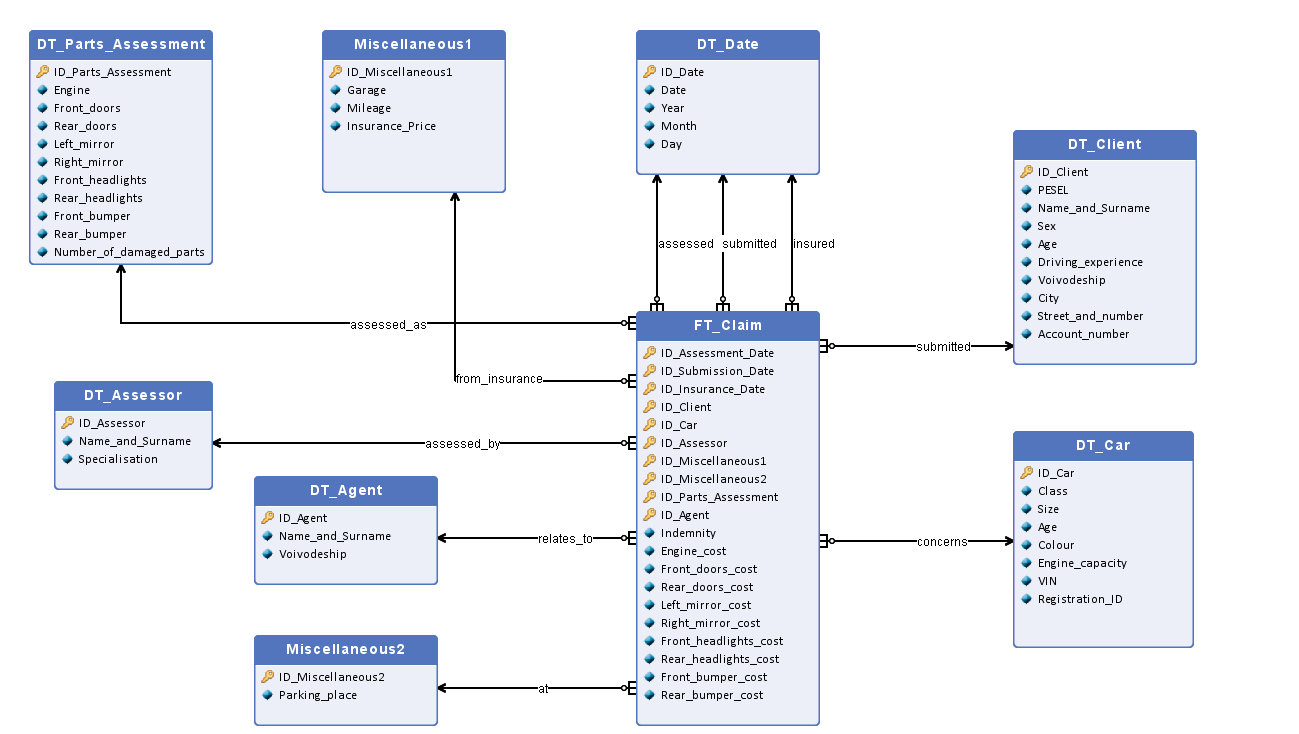 DT_Parts_Assessment
ID_Parts_Assessment
Engine
Front_doors
Rear_doors
Left_mirror
Right_mirror
Front_headlights
Rear_headlights
Front_bumper
Rear_bumper
Number_of_damaged_parts
Miscellaneous1
ID_Miscellaneous1
Garage
Mileage
Insurance_Price
DT_Date
ID_Date
Date
Year
Month
Day
DT_Client
ID_Client
PESEL
Name_and_Surname
Sex
Age
Driving_experience
Voivodeship
City
Street_and_number
Account_number
assessed
submitted
insured
assessed_as
from_insurance
submitted
FT_Claim
ID_Assessment_Date
ID_Submission_Date
ID_Insurance_Date
ID_Client
ID_Car
ID_Assessor
ID_Miscellaneous1
ID_Miscellaneous2
ID_Parts_Assessment
ID_Agent
Indemnity
Engine_cost
Front_doors_cost
Rear_doors_cost
Left_mirror_cost
Right_mirror_cost
Front_headlights_cost
Rear_headlights_cost
Front_bumper_cost
Rear_bumper_cost
DT_Assessor
ID_Assessor
Name_and_Surname
Specialisation
assessed_by
DT_Agent
ID_Agent
Name_and_Surname
Voivodeship
relates_to
DT_Car
ID_Car
Class
Size
Age
Colour
Engine_capacity
VIN
Registration_ID
concerns
Miscellaneous2
ID_Miscellaneous2
Parking_place
at